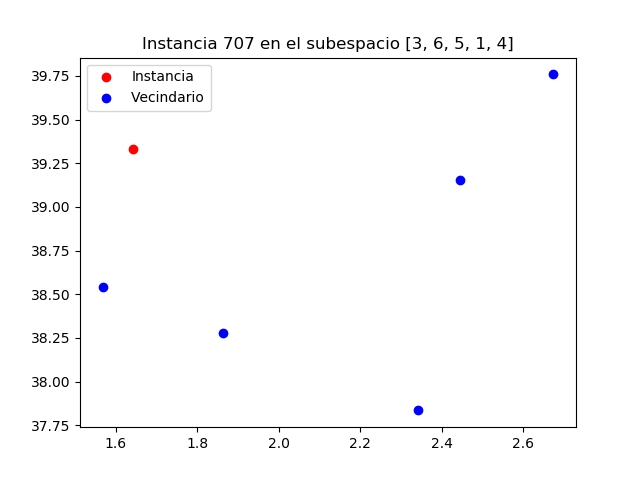 Instancia 707 en el subespacio [3, 6, 5, 1, 4]
Instancia
Vecindario
39.75
39.50
39.25
39.00
38.75
38.50
38.25
38.00
37.75
1.6 1.8 2.0 2.2 2.4 2.6